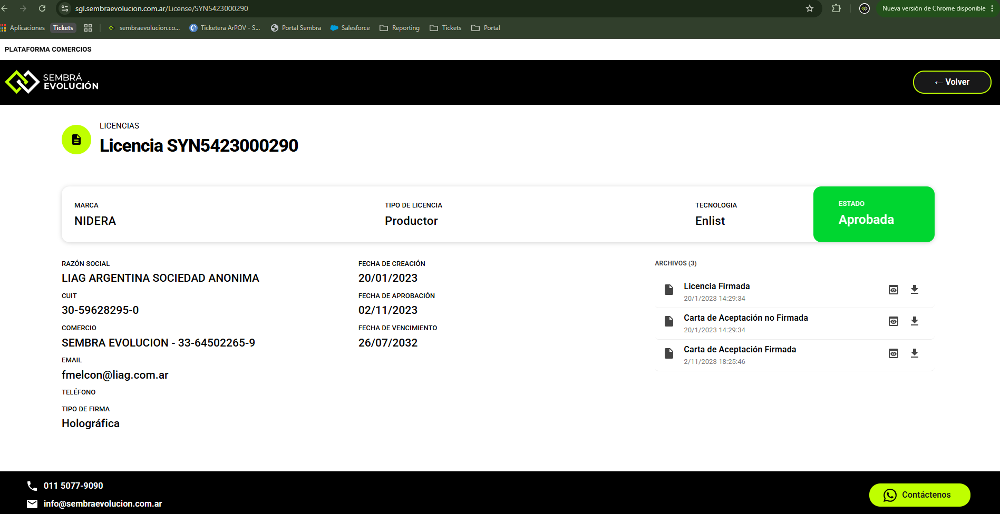 sgl.sembraevolucion.com.ar/License/SYN5423000290
Nueva versión de Chrome disponible
Aplicaciones
Tickets
sembraevolucion.co...
Ticketera ArPOV - S...
Portal Sembra
Salesforce
Reporting
Tickets
Portal
PLATAFORMA COMERCIOS
SEMBRÁ
EVOLUCIÓN
← Volver
LICENCIAS
Licencia SYN5423000290
MARCA
NIDERA
TIPO DE LICENCIA
Productor
TECNOLOGIA
Enlist
ESTADO
Aprobada
RAZÓN SOCIAL
LIAG ARGENTINA SOCIEDAD ANONIMA
CUIT
30-59628295-0
COMERCIO
SEMBRA EVOLUCION - 33-64502265-9
EMAIL
fmelcon@liag.com.ar
TELÉFONO
TIPO DE FIRMA
Holográfica
FECHA DE CREACIÓN
20/01/2023
FECHA DE APROBACIÓN
02/11/2023
FECHA DE VENCIMIENTO
26/07/2032
ARCHIVOS (3)
Licencia Firmada
20/1/2023 14:29:34
Carta de Aceptación no Firmada
20/1/2023 14:29:34
Carta de Aceptación Firmada
2/11/2023 18:25:46
011 5077-9090
info@sembraevolucion.com.ar
Contáctenos